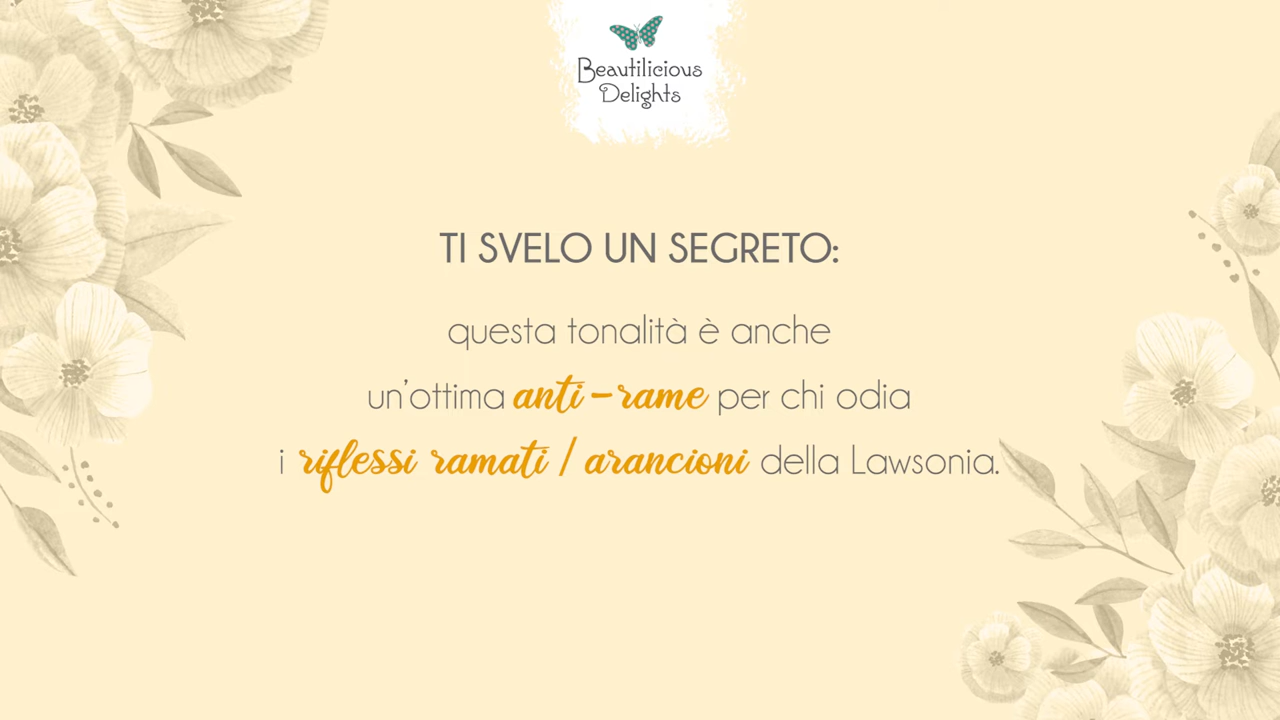 Beautilicious
Delights
TI SVELO UN SEGRETO:
questa tonalità è anche
un'ottima anti-rame per chi odia
i riflessi ramati / arancioni della Lawsonia.